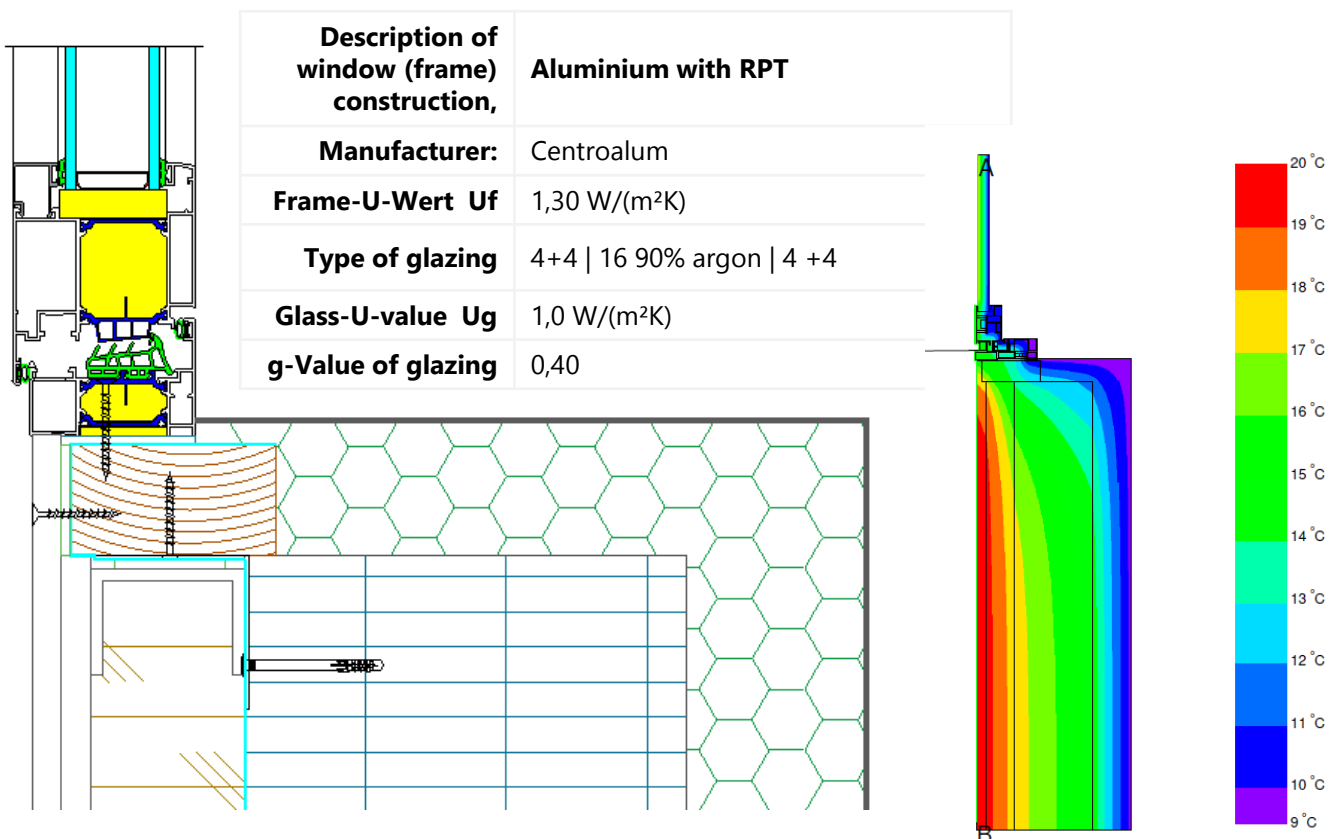 Description of
window (frame)
construction,
Aluminium with RPT
Manufacturer: Centroalum
Frame-U-Wert Uf 1,30 W/(m²K)
Type of glazing 4+4 | 16 90% argon | 4 +4
Glass-U-value Ug 1,0 W/(m²K)
g-Value of glazing 0,40
A
B
20 °C
19 °C
18 °C
17 °C
16 °C
15 °C
14 °C
13 °C
12 °C
11 °C
10 °C
9 °C